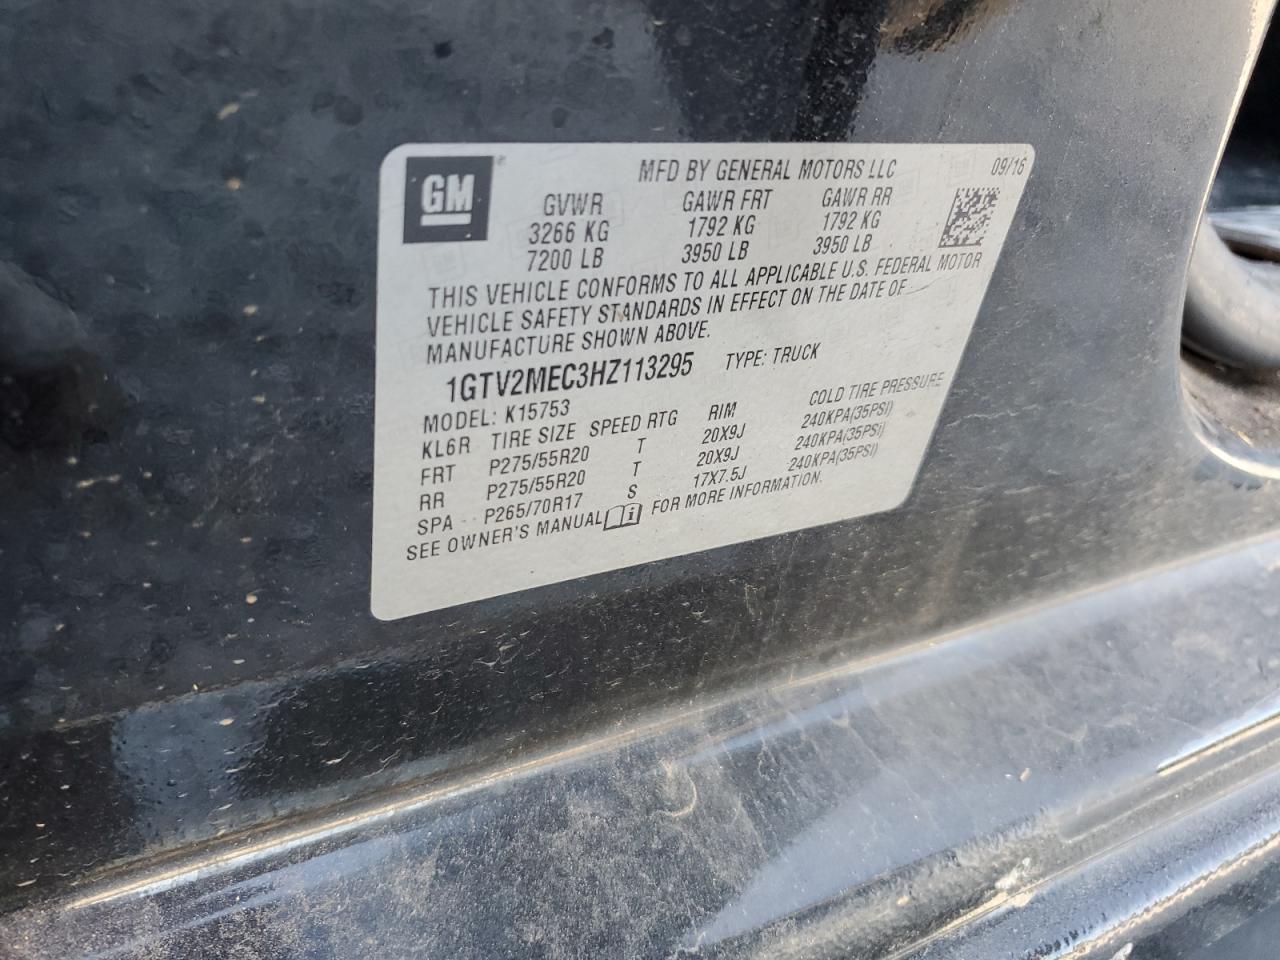 GM
MFD BY GENERAL MOTORS LLC 09/16
GVWR GAWR FRT GAWR RR
3266 KG 1792 KG 1792 KG
7200 LB 3950 LB 3950 LB
THIS VEHICLE CONFORMS TO ALL APPLICABLE U.S. FEDERAL MOTOR
VEHICLE SAFETY STANDARDS IN EFFECT ON THE DATE OF
MANUFACTURE SHOWN ABOVE.
1GTV2MEC3HZ113295 TYPE: TRUCK
MODEL: K15753
KL6R TIRE SIZE SPEED RTG RIM COLD TIRE PRESSURE
FRT P275/55R20 T 20X9J 240KPA(35PSI)
RR P275/55R20 T 20X9J 240KPA(35PSI)
SPA P265/70R17 S 17X7.5J 240KPA(35PSI)
SEE OWNER'S MANUAL FOR MORE INFORMATION.